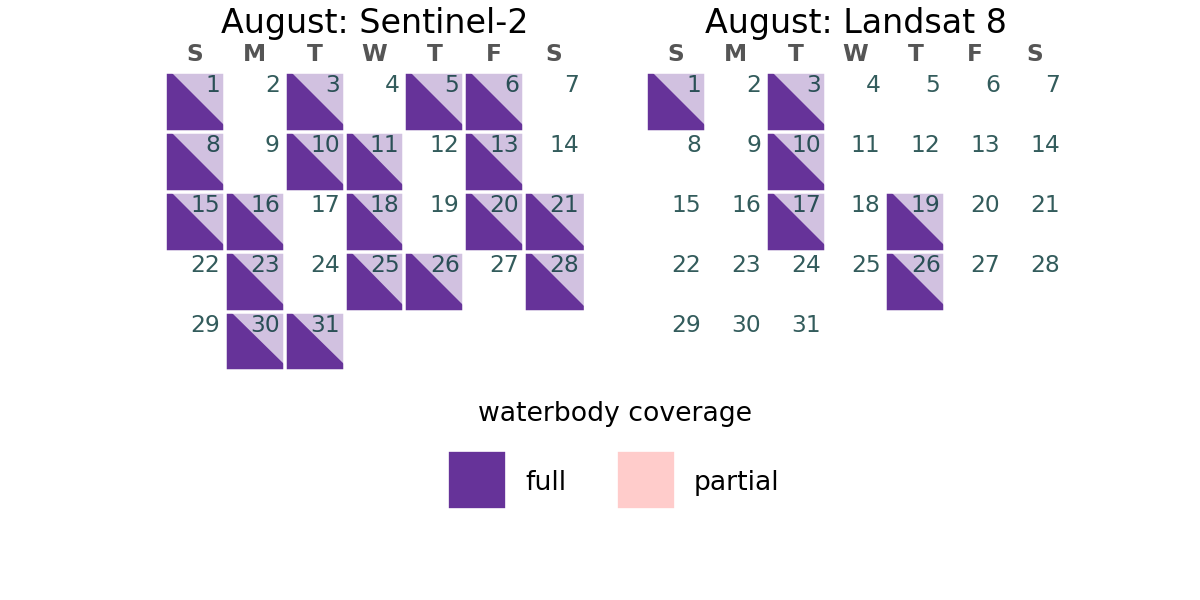 August: Sentinel-2
S M T W T F S
1 2 3 4 5 6 7
8 9 10 11 12 13 14
15 16 17 18 19 20 21
22 23 24 25 26 27 28
29 30 31
August: Landsat 8
S M T W T F S
1 2 3 4 5 6 7
8 9 10 11 12 13 14
15 16 17 18 19 20 21
22 23 24 25 26 27 28
29 30 31
waterbody coverage
full partial